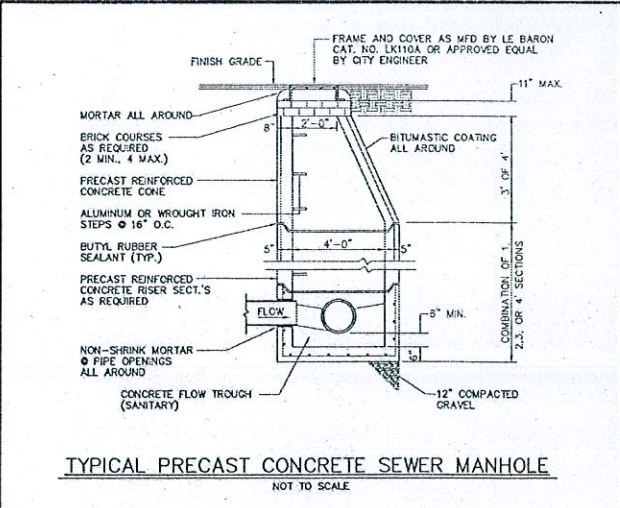 FRAME AND COVER AS MFD BY LE BARON
CAT. NO. LK110A OR APPROVED EQUAL
BY CITY ENGINEER
FINISH GRADE
11" MAX.
MORTAR ALL AROUND
8"
2'-0"
BRICK COURSES
AS REQUIRED
(2 MIN., 4 MAX.)
BITUMASTIC COATING
ALL AROUND
PRECAST REINFORCED
CONCRETE CONE
3' OF 4'
ALUMINUM OR WROUGHT IRON
STEPS @ 16" O.C.
BUTYL RUBBER
SEALANT (TYP.)
5"
4'-0"
5"
PRECAST REINFORCED
CONCRETE RISER SECT.'S
AS REQUIRED
COMBINATION OF 1,
2,3, OR 4' SECTIONS
FLOW
6" MIN.
NON-SHRINK MORTAR
@ PIPE OPENINGS
ALL AROUND
6"
CONCRETE FLOW TROUGH
(SANITARY)
12" COMPACTED
GRAVEL
TYPICAL PRECAST CONCRETE SEWER MANHOLE
NOT TO SCALE